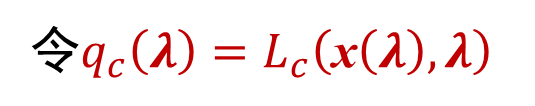 令q_c(λ) = L_c(x(λ), λ)